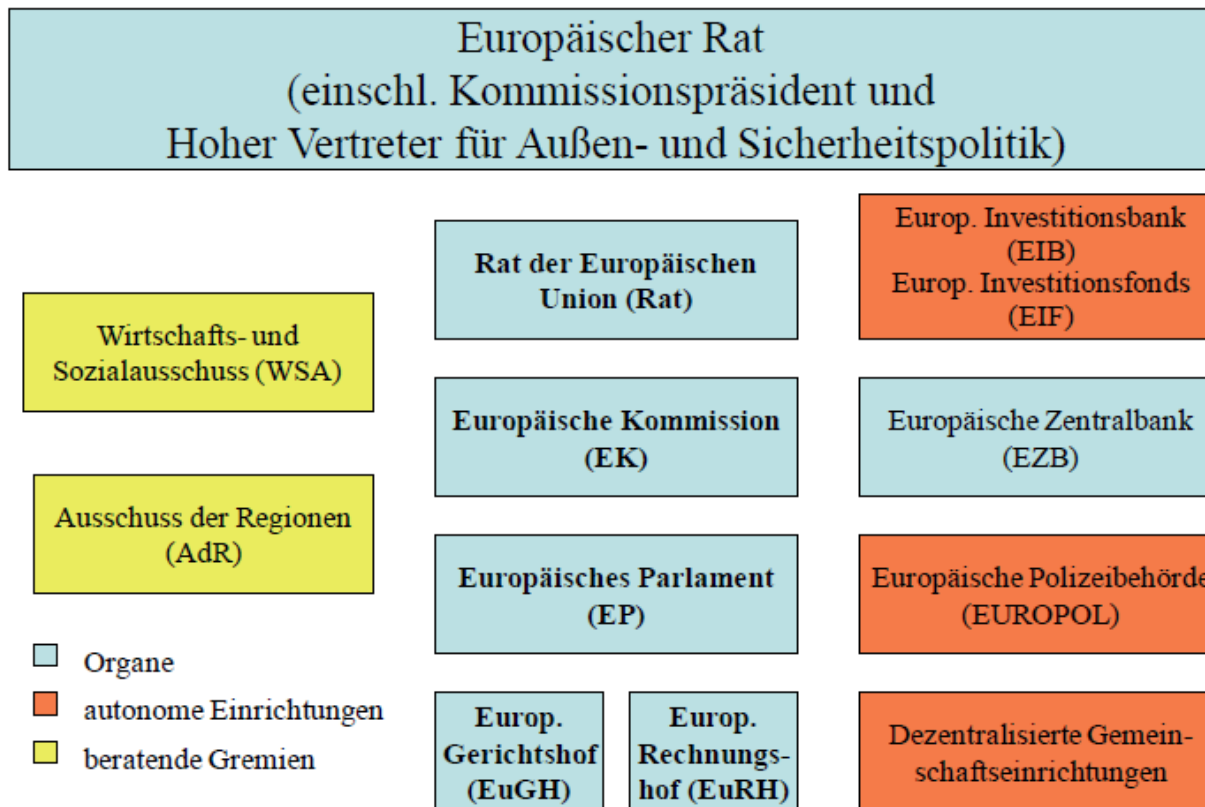 Europäischer Rat
(einschl. Kommissionspräsident und
Hoher Vertreter für Außen- und Sicherheitspolitik)
Wirtschafts- und
Sozialausschuss (WSA)
Ausschuss der Regionen
(AdR)
Organe
autonome Einrichtungen
beratende Gremien
Rat der Europäischen
Union (Rat)
Europäische Kommission
(EK)
Europäisches Parlament
(EP)
Europ.
Gerichtshof
(EuGH)
Europ.
Rechnungs-
hof (EuRH)
Europ. Investitionsbank
(EIB)
Europ. Investitionsfonds
(EIF)
Europäische Zentralbank
(EZB)
Europäische Polizeibehörde
(EUROPOL)
Dezentralisierte Gemein-
schaftseinrichtungen